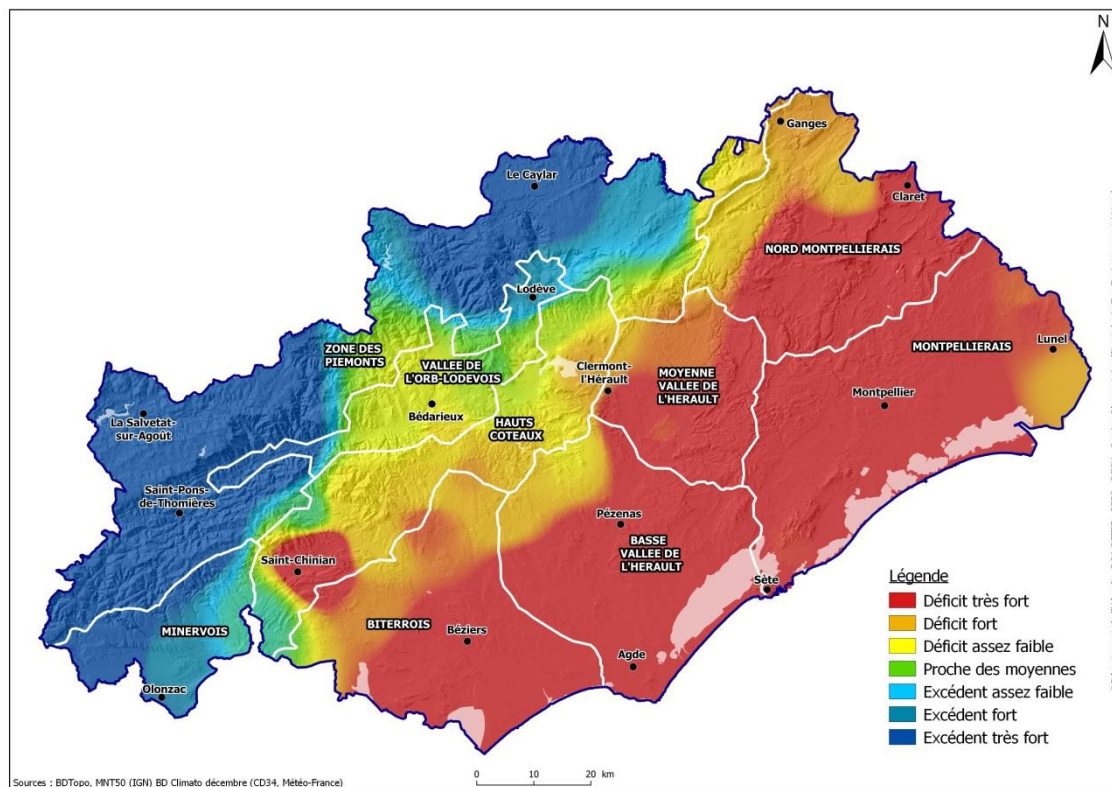 Ganges
Le Caylar
Claret
NORD MONTPELLIERAIS
Lodève
Lunel
ZONE DES
PIEMONTS
VALLEE DE
L'ORB-LODEVOIS
MONTPELLIERAIS
Clermont-
l'Hérault
MOYENNE
VALLEE DE
L'HERAULT
La Salvetat-
sur-Agoût
Bédarieux
Montpellier
HAUTS
COTEAUX
Saint-Pons-
de-Thomières
Pézenas
BASSE
VALLEE DE
L'HERAULT
Saint-Chinian
Sète
MINERVOIS
BITERROIS
Béziers
Agde
Olonzac
Légende
Déficit très fort
Déficit fort
Déficit assez faible
Proche des moyennes
Excédent assez faible
Excédent fort
Excédent très fort
Sources : BDTopo, MNT50 (IGN) BD Climato décembre (CD34, Météo-France)
0 10 20 km
N